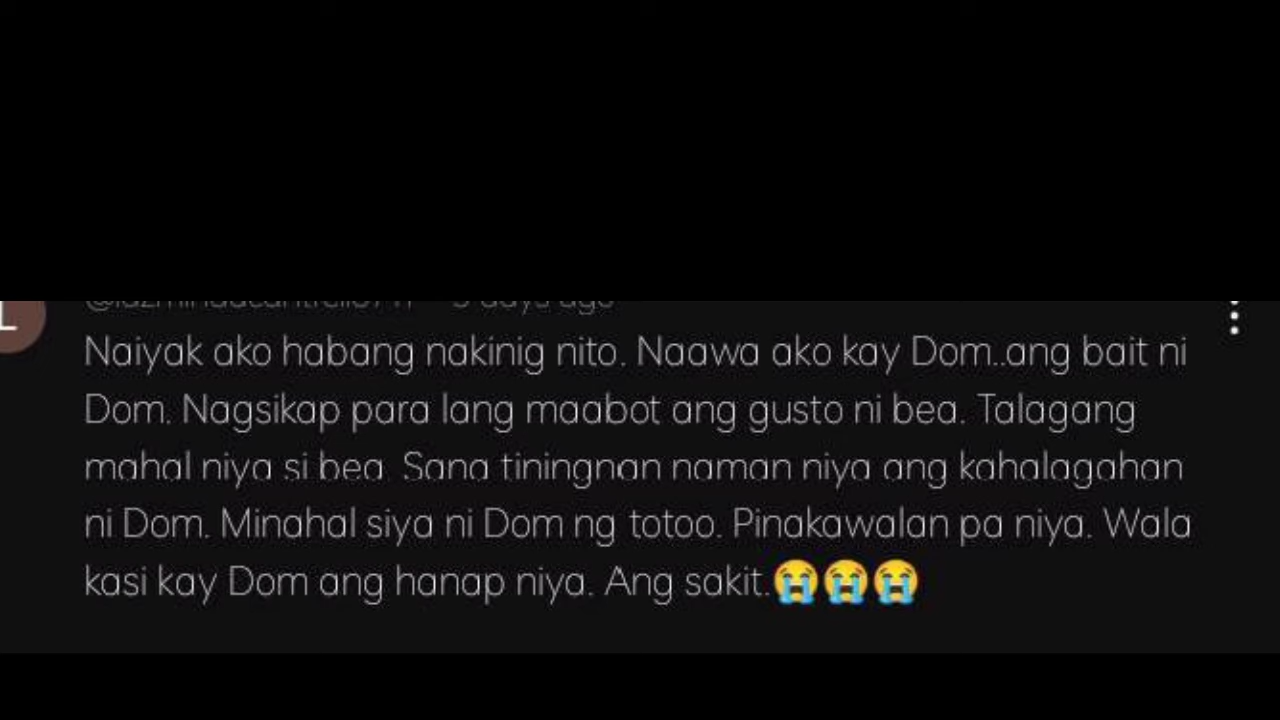 Naiyak ako habang nakinig nito. Naawa ako kay Dom..ang bait ni
Dom. Nagsikap para lang maabot ang gusto ni bea. Talagang
mahal niya si bea. Sana tiningnan naman niya ang kahalagahan
ni Dom. Minahal siya ni Dom ng totoo. Pinakawalan pa niya. Wala
kasi kay Dom ang hanap niya. Ang sakit.😭😭😭